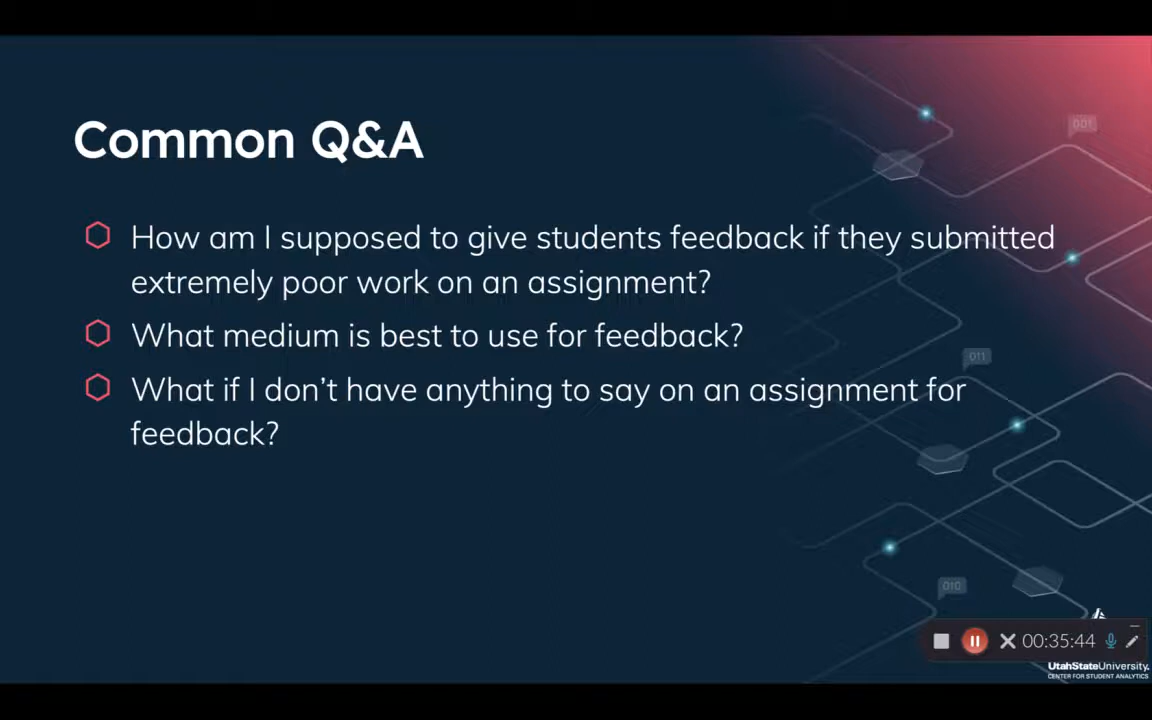 001
Common Q&A
How am I supposed to give students feedback if they submitted
extremely poor work on an assignment?
What medium is best to use for feedback?
011
What if I don’t have anything to say on an assignment for
feedback?
010
00:35:44
UtahStateUniversity.
CENTER FOR STUDENT ANALYTICS